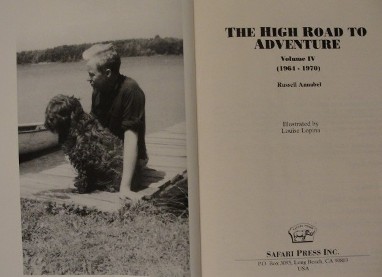 THE HIGH ROAD TO
ADVENTURE
Volume IV
(1964 - 1970)
Russell Annabel
Illustrated by
Louise Lopina
SAFARI PRESS INC.
P.O. Box 3095, Long Beach, CA 90803
USA